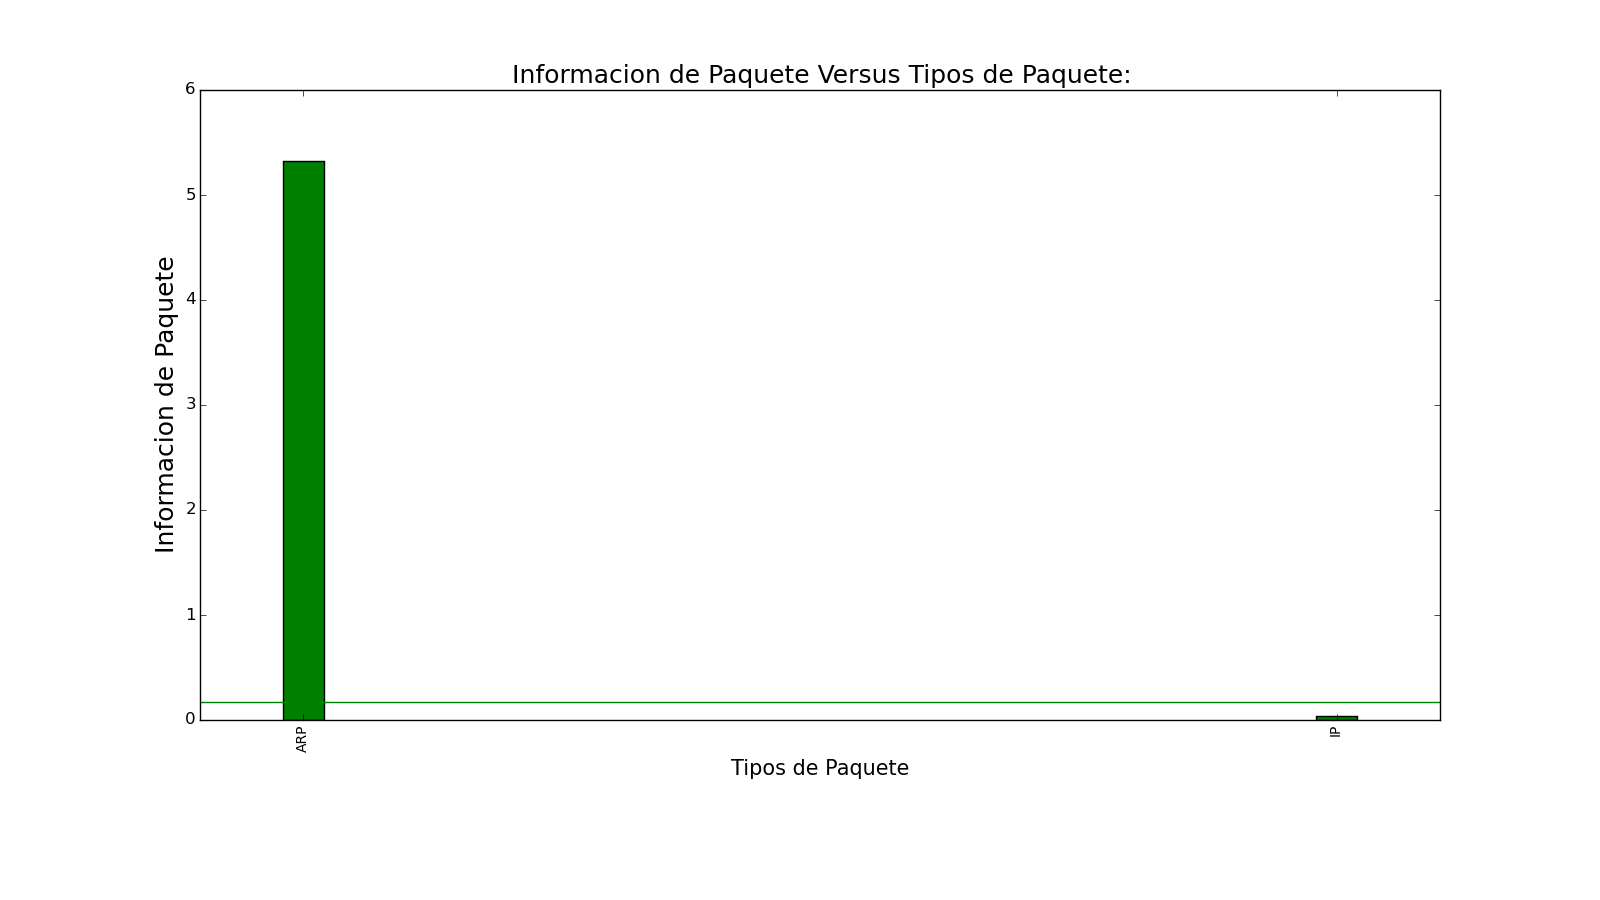 Informacion de Paquete Versus Tipos de Paquete:
6
5
4
3
2
1
0
Informacion de Paquete
ARP
IP
Tipos de Paquete